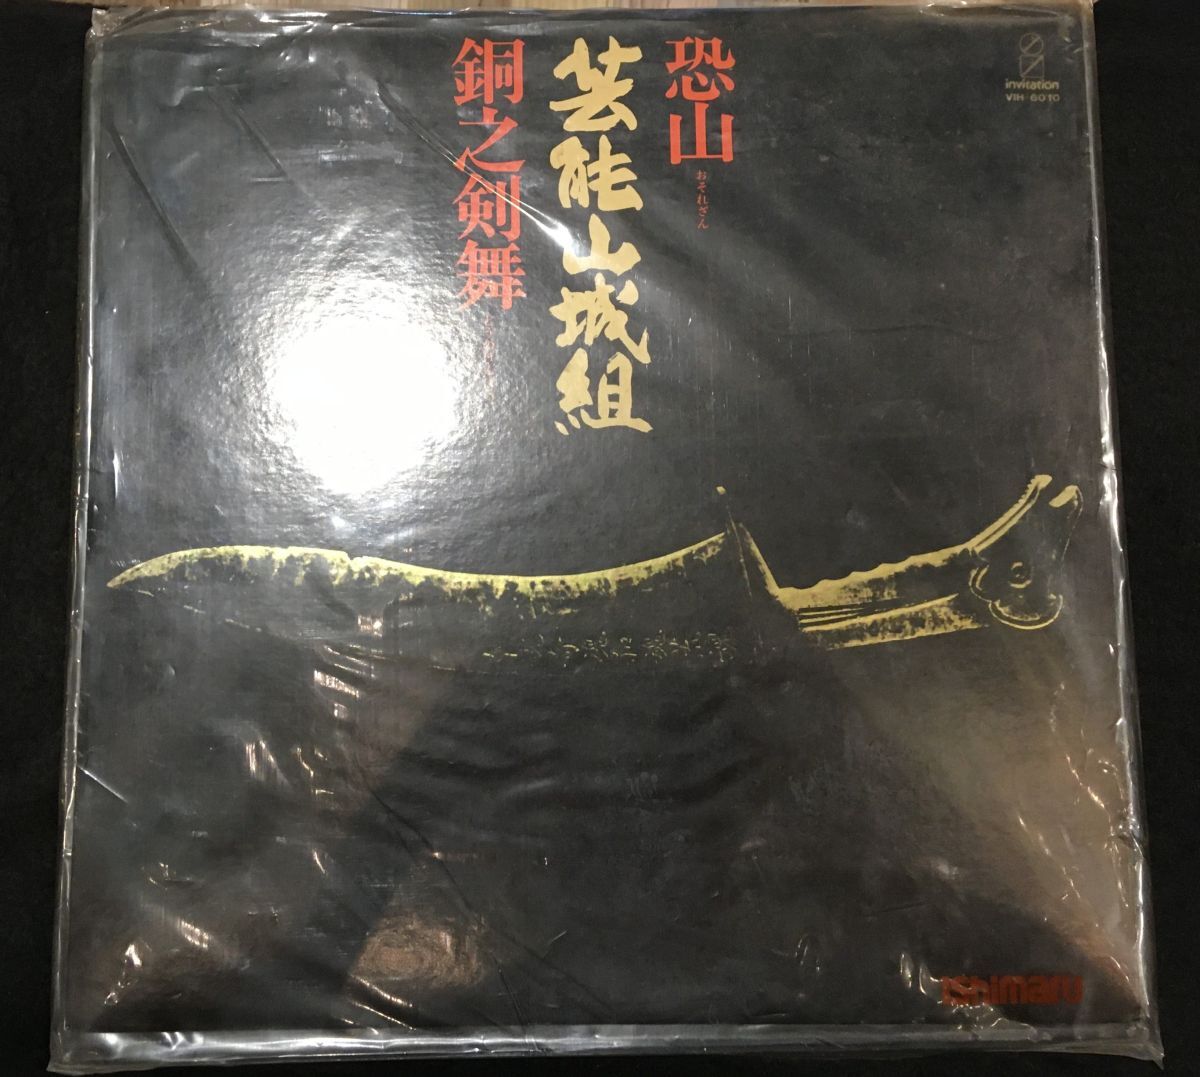 恐山
おそれざん
芸能山城組
銅之剣舞
invitation
VIH-6010
ishimaru